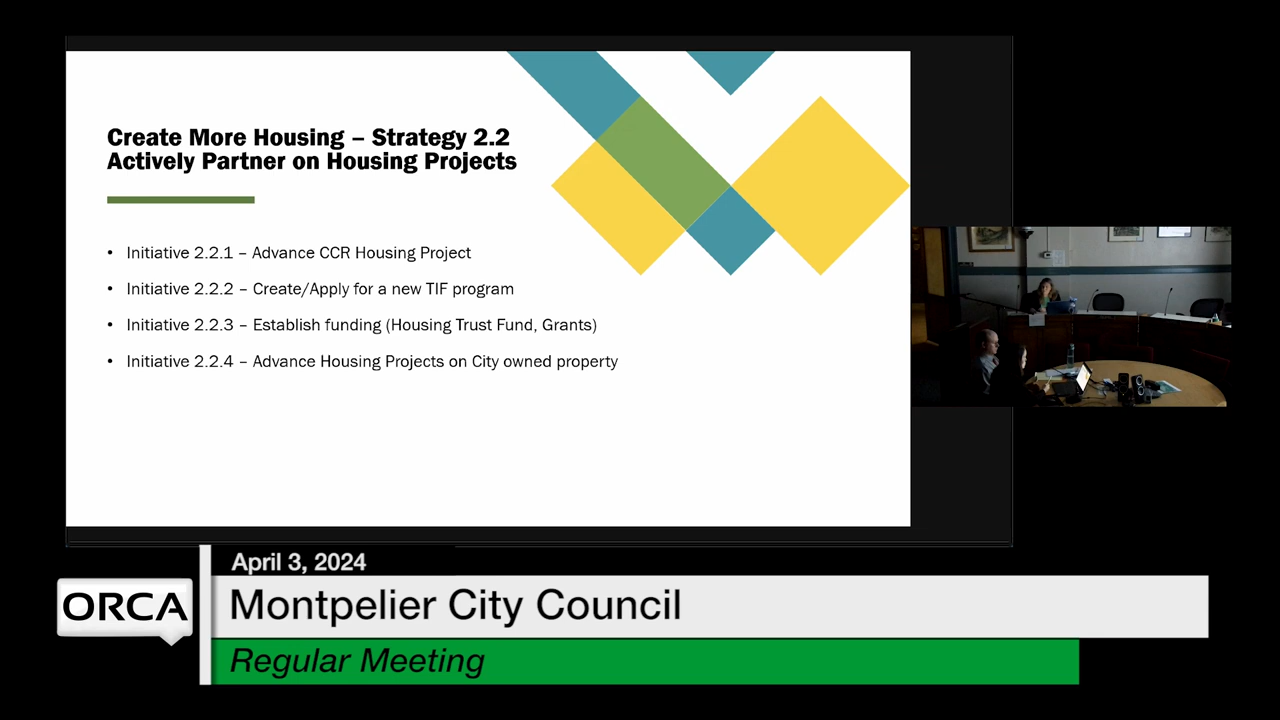 Create More Housing – Strategy 2.2
Actively Partner on Housing Projects
• Initiative 2.2.1 – Advance CCR Housing Project
• Initiative 2.2.2 – Create/Apply for a new TIF program
• Initiative 2.2.3 – Establish funding (Housing Trust Fund, Grants)
• Initiative 2.2.4 – Advance Housing Projects on City owned property
April 3, 2024
ORCA
Montpelier City Council
Regular Meeting